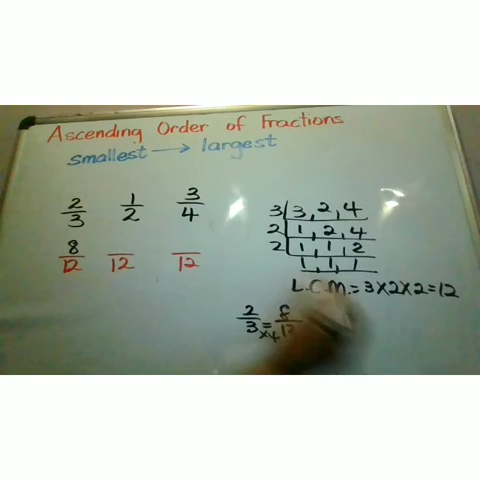 Ascending Order of Fractions
smallest → largest
2/3 1/2 3/4
8/12 /12 /12
3 | 3, 2, 4
2 | 1, 2, 4
2 | 1, 1, 2
1, 1, 1
L.C.M. = 3 × 2 × 2 = 12
2/3 = 8/12
×4